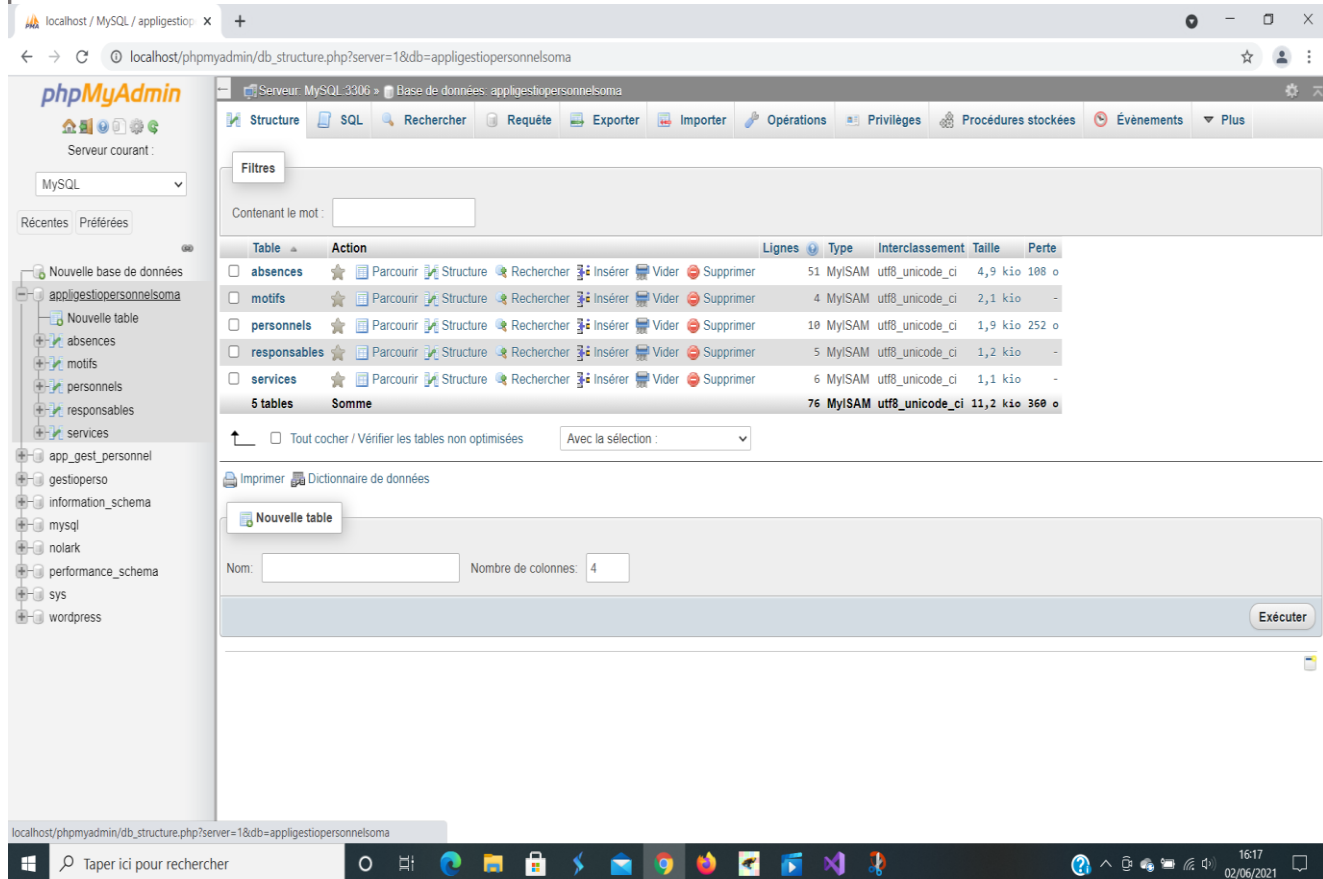 localhost / MySQL / appligestiop
localhost/phpmyadmin/db_structure.php?server=1&db=appligestiopersonnelsoma
phpMyAdmin
Serveur courant :
MySQL
Récentes Préférées
Nouvelle base de données
appligestiopersonnelsoma
Nouvelle table
absences
motifs
personnels
responsables
services
app_gest_personnel
gestioperso
information_schema
mysql
nolark
performance_schema
sys
wordpress
Serveur: MySQL:3306 » Base de données: appligestiopersonnelsoma
Structure SQL Rechercher Requête Exporter Importer Opérations Privilèges Procédures stockées Évènements Plus
Filtres
Contenant le mot :
Table Action Lignes Type Interclassement Taille Perte
absences Parcourir Structure Rechercher Insérer Vider Supprimer 51 MyISAM utf8_unicode_ci 4,9 kio 108 o
motifs Parcourir Structure Rechercher Insérer Vider Supprimer 4 MyISAM utf8_unicode_ci 2,1 kio -
personnels Parcourir Structure Rechercher Insérer Vider Supprimer 10 MyISAM utf8_unicode_ci 1,9 kio 252 o
responsables Parcourir Structure Rechercher Insérer Vider Supprimer 5 MyISAM utf8_unicode_ci 1,2 kio -
services Parcourir Structure Rechercher Insérer Vider Supprimer 6 MyISAM utf8_unicode_ci 1,1 kio -
5 tables Somme 76 MyISAM utf8_unicode_ci 11,2 kio 360 o
Tout cocher / Vérifier les tables non optimisées Avec la sélection :
Imprimer Dictionnaire de données
Nouvelle table
Nom: Nombre de colonnes: 4
Exécuter
localhost/phpmyadmin/db_structure.php?server=1&db=appligestiopersonnelsoma
Taper ici pour rechercher
16:17
02/06/2021